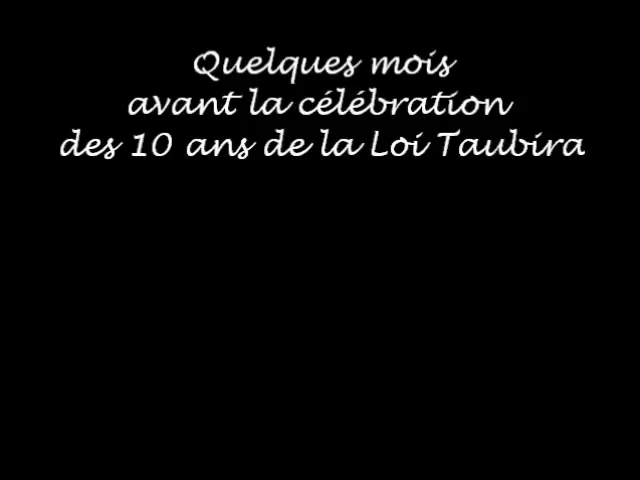 Quelques mois
avant la célébration
des 10 ans de la Loi Taubira